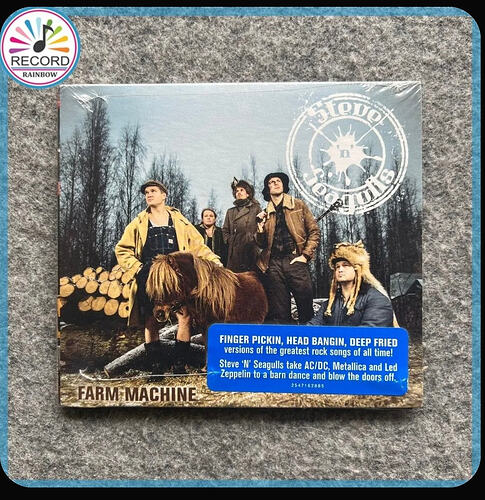 RECORD
RAINBOW
Steve
'n'
Seagulls
FINGER PICKIN, HEAD BANGIN, DEEP FRIED
versions of the greatest rock songs of all time!
Steve 'N' Seagulls take AC/DC, Metallica and Led
Zeppelin to a barn dance and blow the doors off.
2547162885
FARM MACHINE